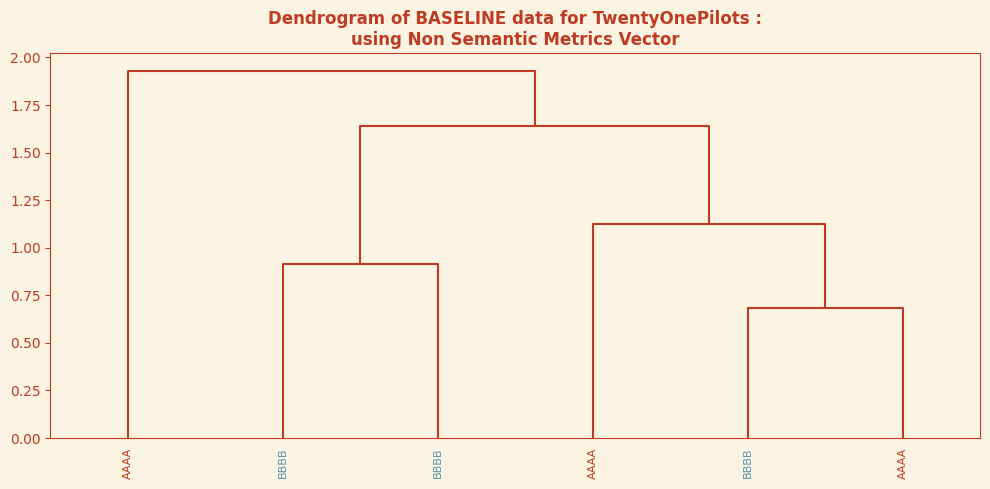 Dendrogram of BASELINE data for TwentyOnePilots :
using Non Semantic Metrics Vector
2.00
1.75
1.50
1.25
1.00
0.75
0.50
0.25
0.00
AAAA
BBBB
BBBB
AAAA
BBBB
AAAA